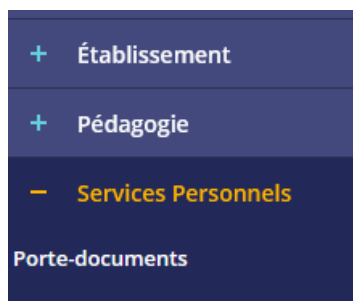 + Établissement
+ Pédagogie
− Services Personnels
Porte-documents